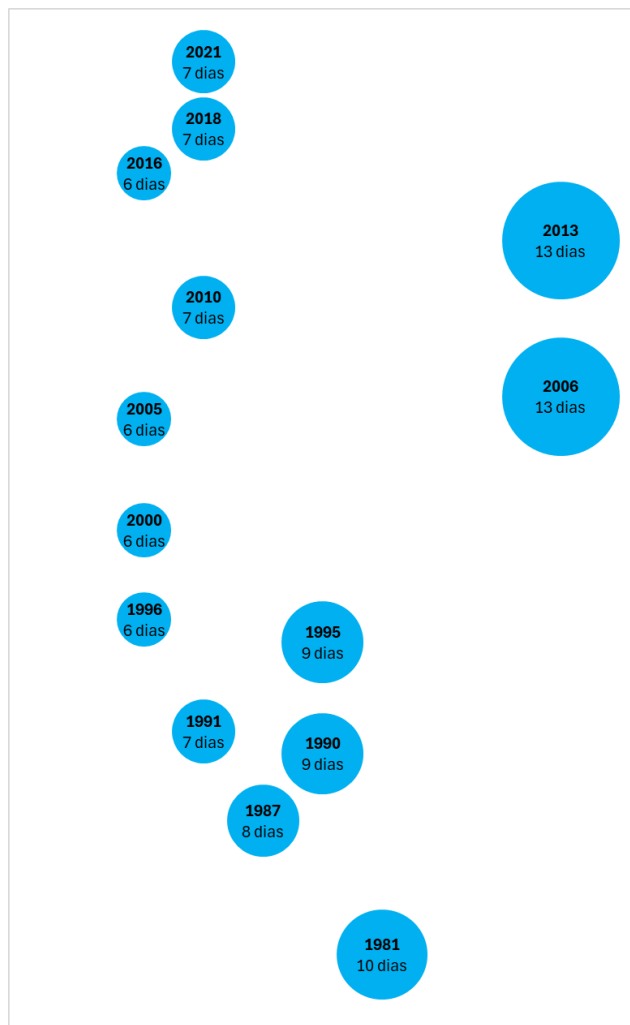 2021
7 dias
2018
7 dias
2016
6 dias
2013
13 dias
2010
7 dias
2006
13 dias
2005
6 dias
2000
6 dias
1996
6 dias
1995
9 dias
1991
7 dias
1990
9 dias
1987
8 dias
1981
10 dias